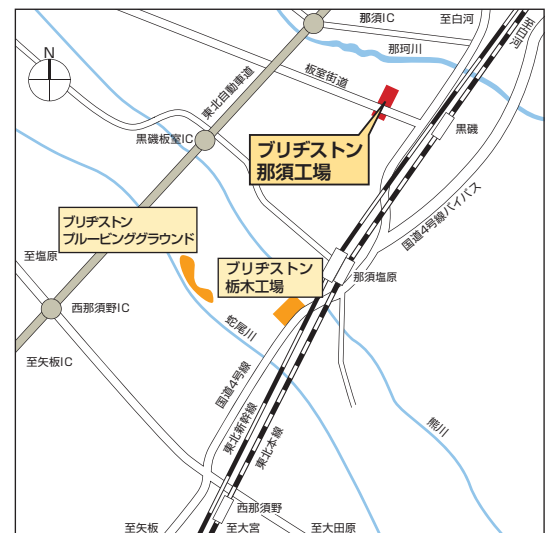 那須IC
至白河
至白河
N
那珂川
板室街道
東北自動車道
黒磯
黒磯板室IC
ブリヂストン
那須工場
国道4号線バイパス
ブリヂストン
プルービンググラウンド
至塩原
ブリヂストン
栃木工場
那須塩原
西那須野IC
蛇尾川
至矢板IC
国道4号線
東北新幹線
東北本線
熊川
西那須野
至矢板
至大宮
至大田原